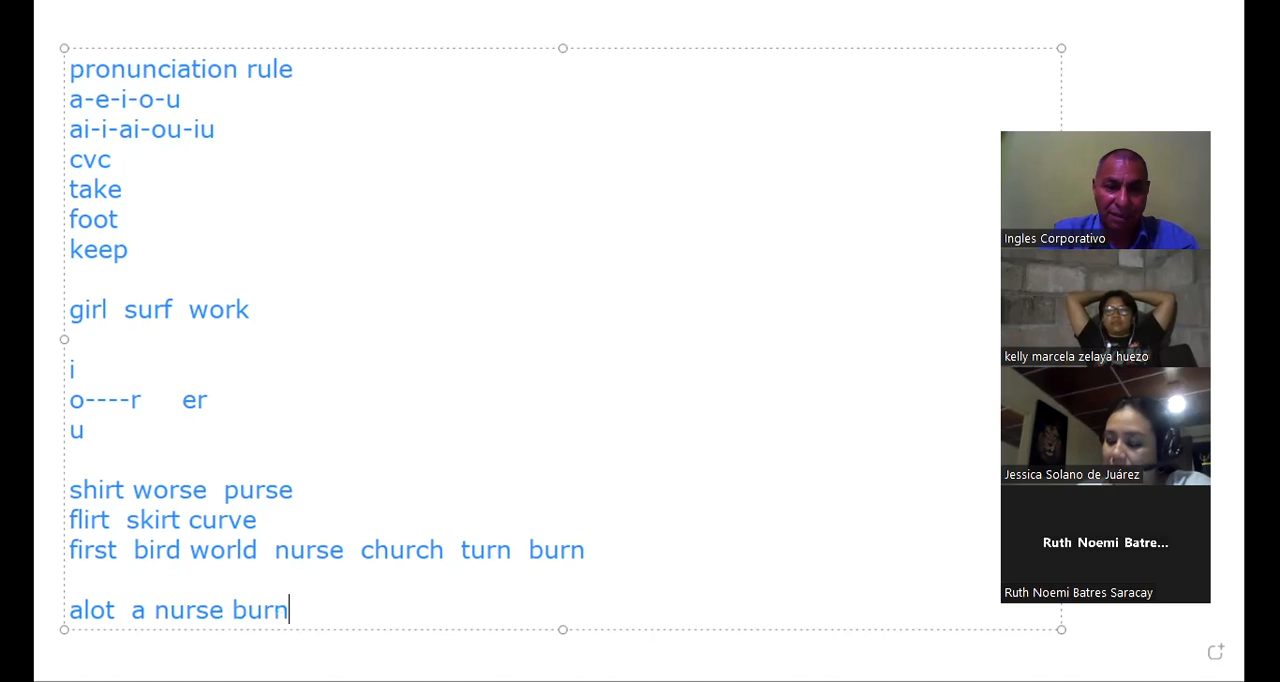 pronunciation rule
a-e-i-o-u
ai-i-ai-ou-iu
cvc
take
foot
keep
girl surf work
i
o----r er
u
shirt worse purse
flirt skirt curve
first bird world nurse church turn burn
alot a nurse burn
Ingles Corporativo
kelly marcela zelaya huezo
Jessica Solano de Juárez
Ruth Noemi Batre...
Ruth Noemi Batres Saracay